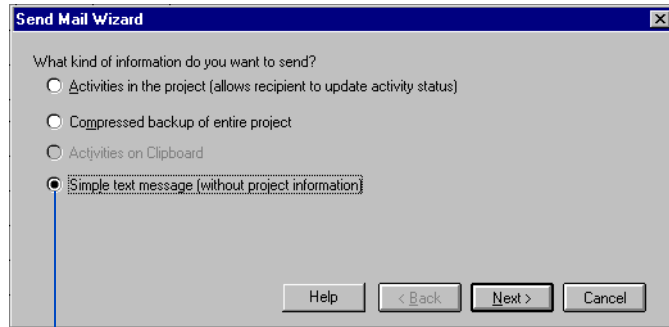 Send Mail Wizard
What kind of information do you want to send?
Activities in the project (allows recipient to update activity status)
Compressed backup of entire project
Activities on Clipboard
Simple text message (without project information)
Help < Back Next > Cancel